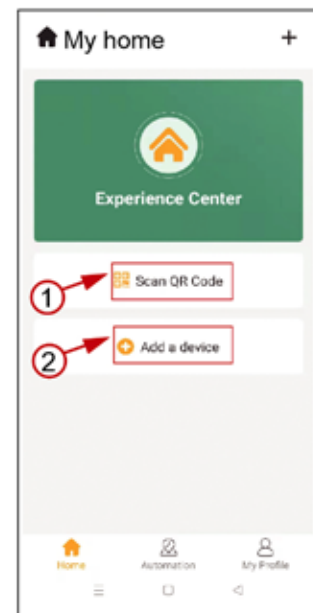 My home +
Experience Center
1
Scan QR Code
2
Add a device
Home Automation My Profile